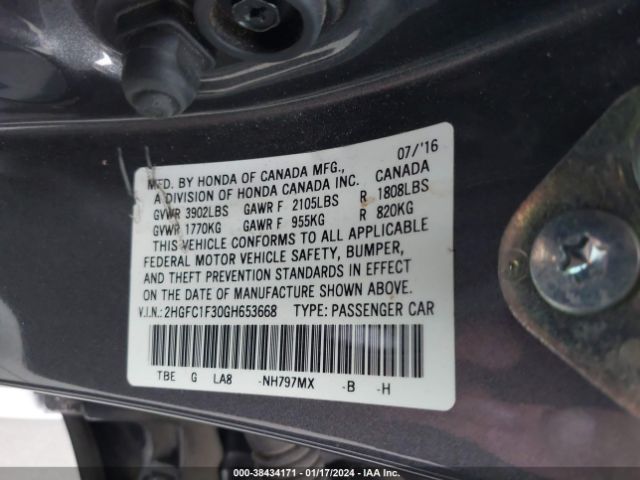 07/'16
MFD. BY HONDA OF CANADA MFG., CANADA
A DIVISION OF HONDA CANADA INC.
GVWR 3902LBS GAWR F 2105LBS R 1808LBS
GVWR 1770KG GAWR F 955KG R 820KG
THIS VEHICLE CONFORMS TO ALL APPLICABLE
FEDERAL MOTOR VEHICLE SAFETY, BUMPER,
AND THEFT PREVENTION STANDARDS IN EFFECT
ON THE DATE OF MANUFACTURE SHOWN ABOVE.
V.I.N.: 2HGFC1F30GH653668 TYPE: PASSENGER CAR
TBE G LA8 -NH797MX -B -H
000-38434171 | 01/17/2024 | IAA Inc.